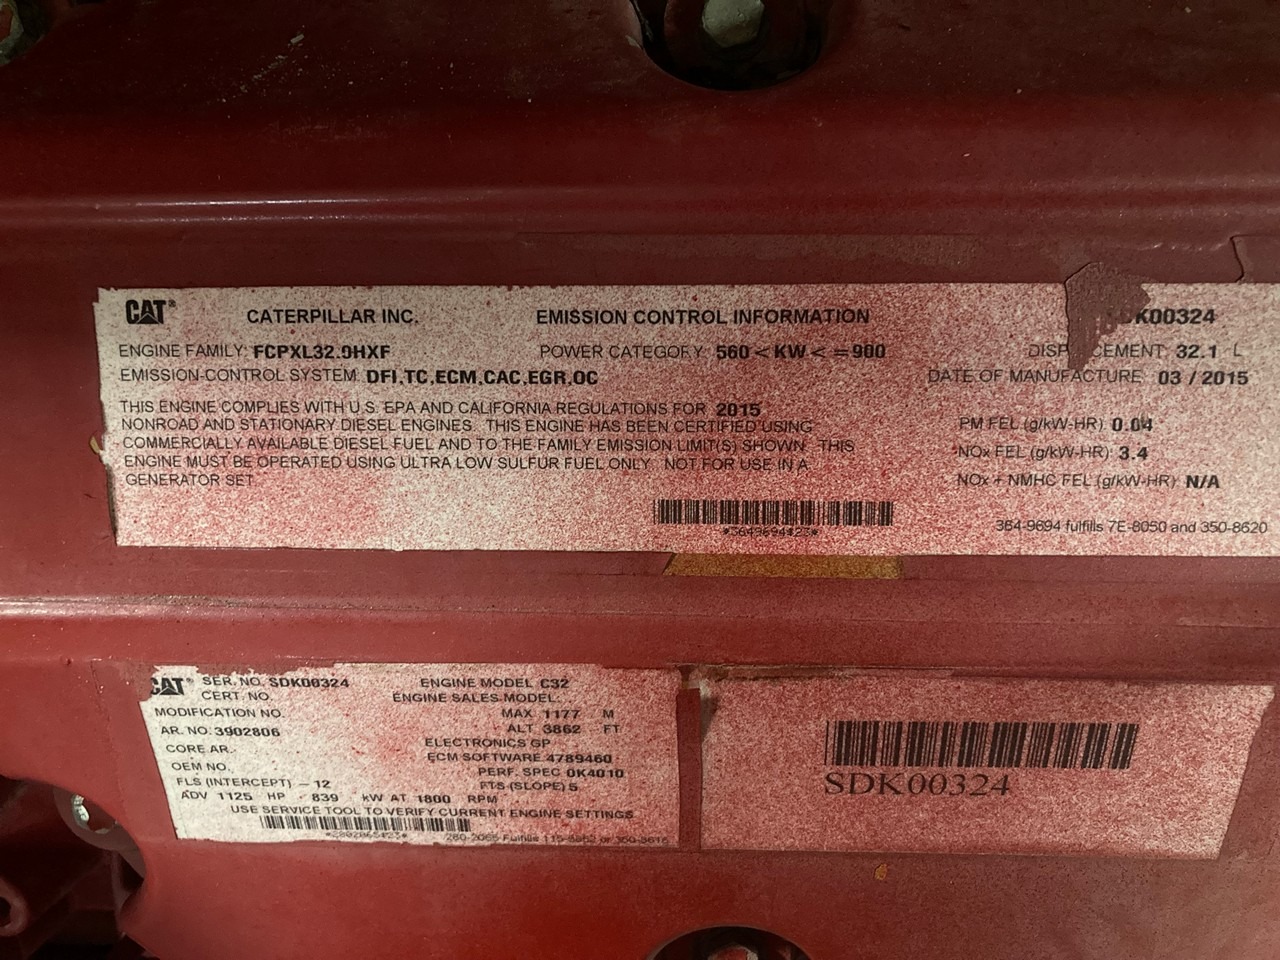 CAT® CATERPILLAR INC. EMISSION CONTROL INFORMATION SDK00324
ENGINE FAMILY: FCPXL32.0HXF POWER CATEGORY: 560 < KW < = 900 DISPLACEMENT: 32.1 L
EMISSION-CONTROL SYSTEM: DFI,TC,ECM,CAC,EGR,OC DATE OF MANUFACTURE: 03 / 2015
THIS ENGINE COMPLIES WITH U.S. EPA AND CALIFORNIA REGULATIONS FOR 2015
NONROAD AND STATIONARY DIESEL ENGINES. THIS ENGINE HAS BEEN CERTIFIED USING
COMMERCIALLY AVAILABLE DIESEL FUEL AND TO THE FAMILY EMISSION LIMIT(S) SHOWN. THIS
ENGINE MUST BE OPERATED USING ULTRA LOW SULFUR FUEL ONLY. NOT FOR USE IN A
GENERATOR SET.
PM FEL (g/kW-HR): 0.04
NOx FEL (g/kW-HR): 3.4
NOx + NMHC FEL (g/kW-HR): N/A
364-9694 fulfills 7E-8050 and 350-8620
CAT® SER. NO. SDK00324 ENGINE MODEL C32
CERT. NO. ENGINE SALES MODEL:
MODIFICATION NO. MAX 1177 M
AR. NO. 3902806 ALT 3862 FT
CORE AR. ELECTRONICS GP
OEM NO. ECM SOFTWARE 4789460
PERF. SPEC 0K4010
FLS (INTERCEPT) -12 FTS (SLOPE) 5
ADV 1125 HP 839 kW AT 1800 RPM
USE SERVICE TOOL TO VERIFY CURRENT ENGINE SETTINGS
SDK00324